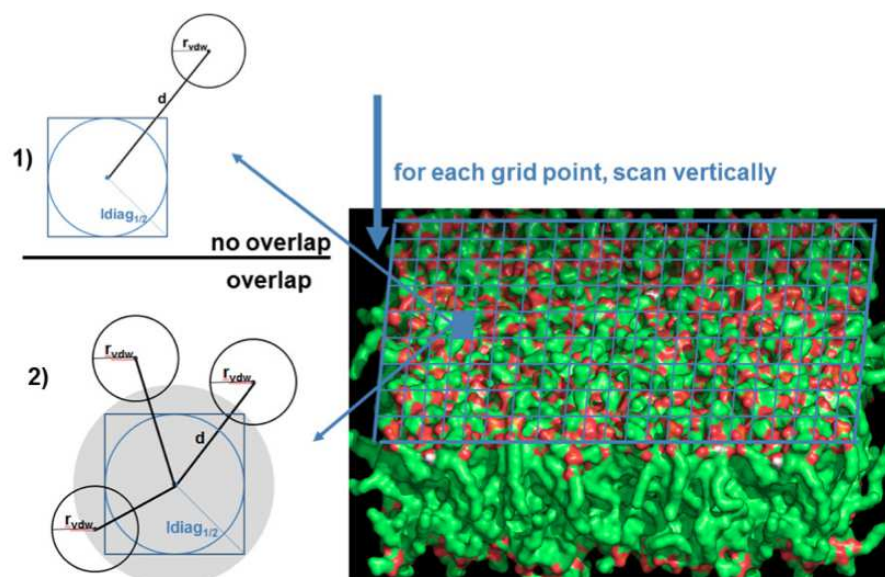 r_vdw
d
1)
ldiag_1/2
for each grid point, scan vertically
no overlap
overlap
r_vdw
r_vdw
2)
d
r_vdw
ldiag_1/2